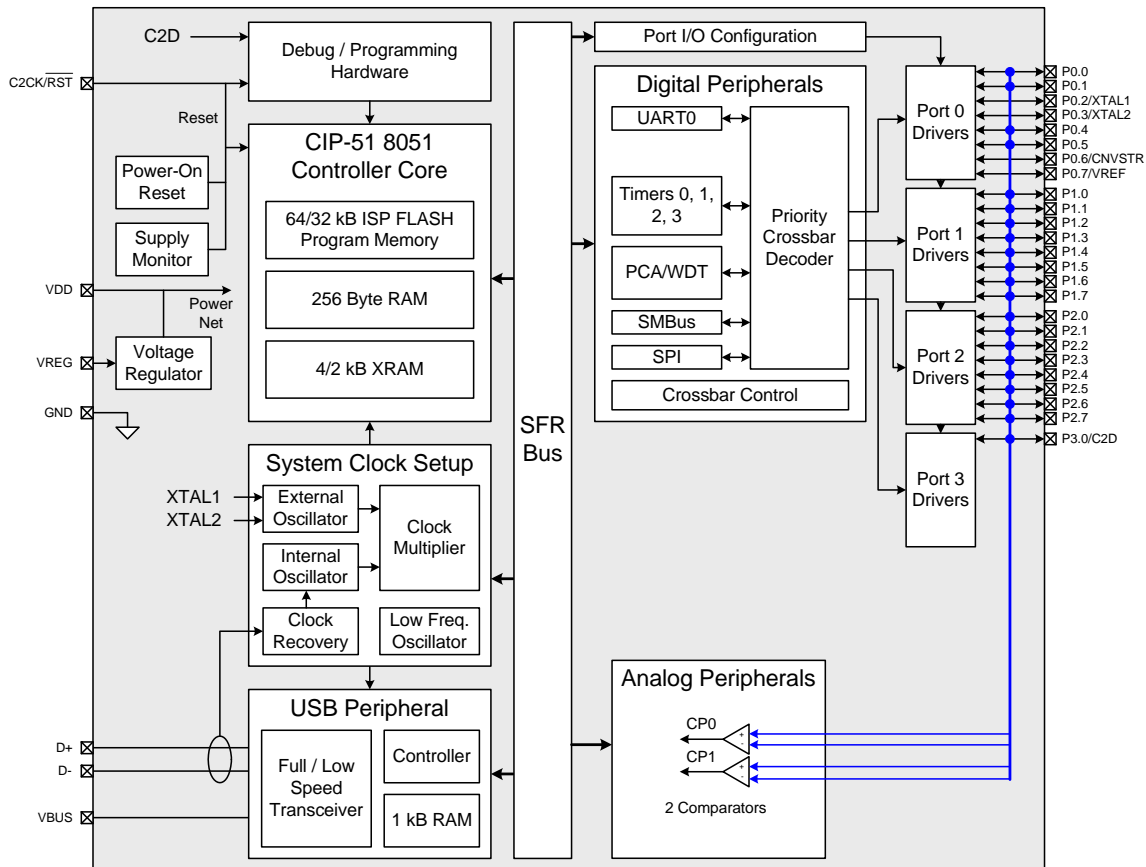 C2D
C2CK/RST
Debug / Programming
Hardware
Reset
Power-On
Reset
Supply
Monitor
VDD
Power
Net
VREG
Voltage
Regulator
GND
CIP-51 8051
Controller Core
64/32 kB ISP FLASH
Program Memory
256 Byte RAM
4/2 kB XRAM
System Clock Setup
XTAL1
XTAL2
External
Oscillator
Internal
Oscillator
Clock
Multiplier
Clock
Recovery
Low Freq.
Oscillator
USB Peripheral
D+
D-
VBUS
Full / Low
Speed
Transceiver
Controller
1 kB RAM
SFR
Bus
Port I/O Configuration
Digital Peripherals
UART0
Timers 0, 1,
2, 3
PCA/WDT
SMBus
SPI
Priority
Crossbar
Decoder
Crossbar Control
Port 0
Drivers
Port 1
Drivers
Port 2
Drivers
Port 3
Drivers
P0.0
P0.1
P0.2/XTAL1
P0.3/XTAL2
P0.4
P0.5
P0.6/CNVSTR
P0.7/VREF
P1.0
P1.1
P1.2
P1.3
P1.4
P1.5
P1.6
P1.7
P2.0
P2.1
P2.2
P2.3
P2.4
P2.5
P2.6
P2.7
P3.0/C2D
Analog Peripherals
CP0
+
-
CP1
+
-
2 Comparators